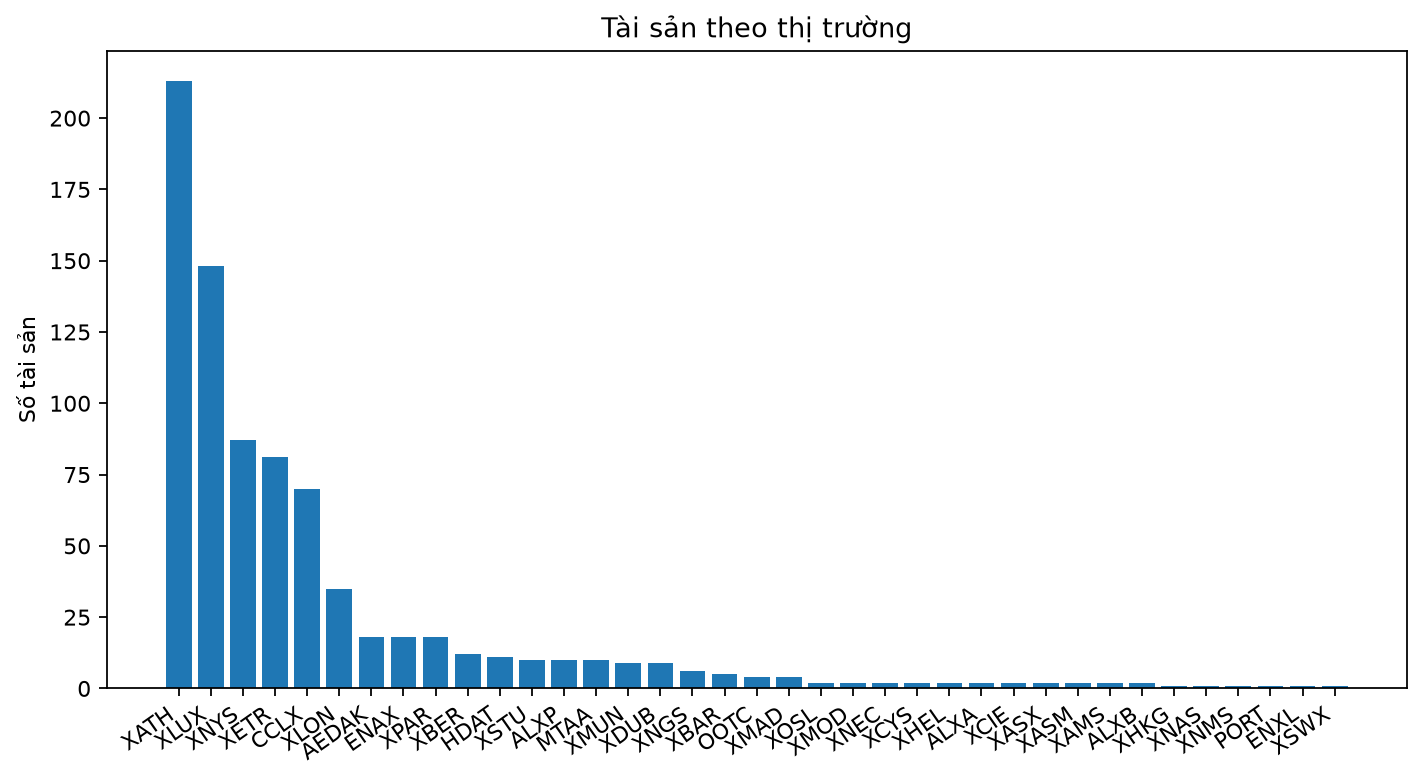 Tài sản theo thị trường
Số tài sản
200
175
150
125
100
75
50
25
0
XATH
XLUX
XNYS
XETR
CCLX
XLON
AEDAK
ENAX
XPAR
XBER
HDAT
XSTU
ALXP
MTAA
XMUN
XDUB
XNGS
XBAR
OOTC
XMAD
XOSL
XMOD
XNEC
XCYS
XHEL
ALXA
XCIE
XASX
XASM
XAMS
ALXB
XHKG
XNAS
XNMS
PORT
ENXL
XSWX